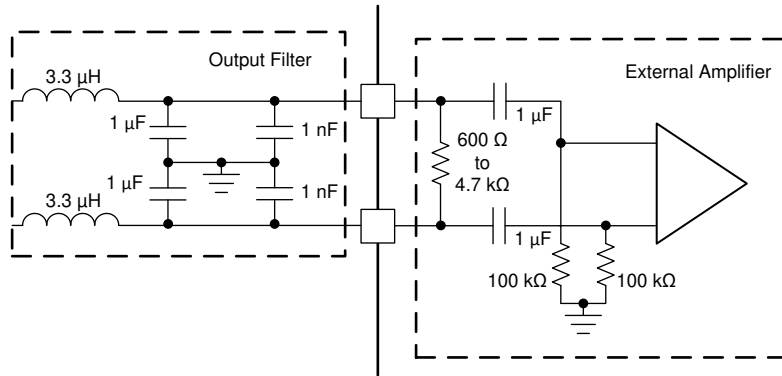 Output Filter
3.3 µH
1 µF
1 nF
1 µF
1 nF
3.3 µH
External Amplifier
1 µF
600 Ω
to
4.7 kΩ
1 µF
100 kΩ
100 kΩ